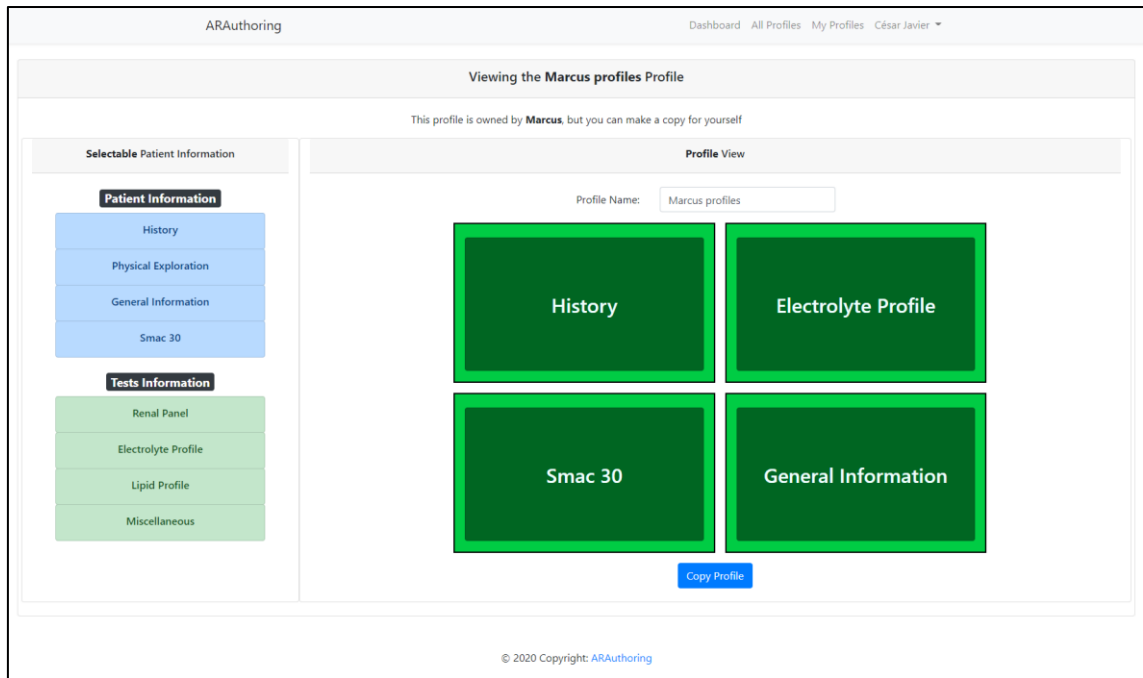 ARAuthoring
Dashboard All Profiles My Profiles César Javier
Viewing the Marcus profiles Profile
This profile is owned by Marcus, but you can make a copy for yourself
Selectable Patient Information
Patient Information
History
Physical Exploration
General Information
Smac 30
Tests Information
Renal Panel
Electrolyte Profile
Lipid Profile
Miscellaneous
Profile View
Profile Name: Marcus profiles
History
Electrolyte Profile
Smac 30
General Information
Copy Profile
© 2020 Copyright: ARAuthoring